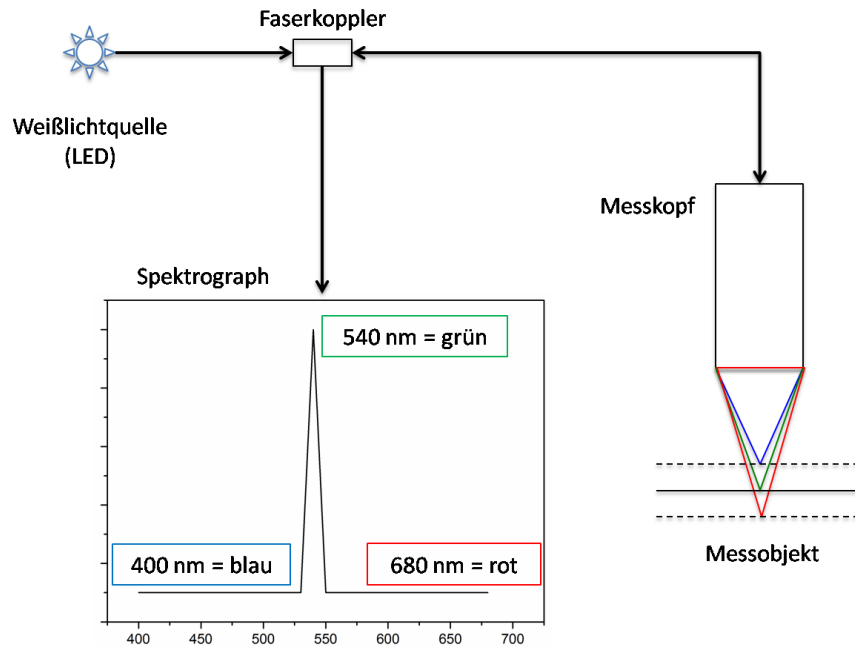 Faserkoppler
Weißlichtquelle
(LED)
Messkopf
Spektrograph
540 nm = grün
400 nm = blau
680 nm = rot
Messobjekt
400 450 500 550 600 650 700